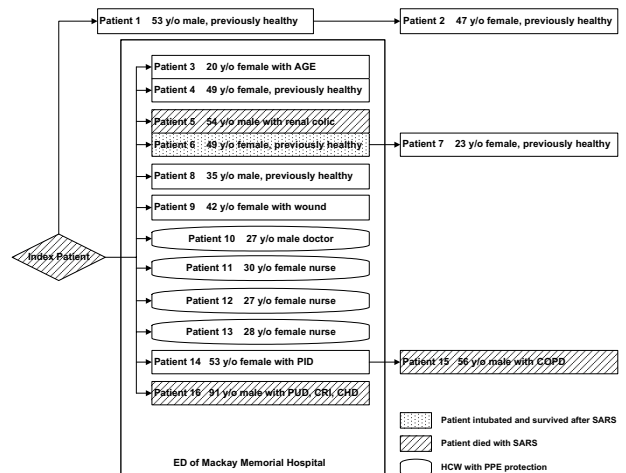 Patient 1 53 y/o male, previously healthy
Patient 2 47 y/o female, previously healthy
Patient 3 20 y/o female with AGE
Patient 4 49 y/o female, previously healthy
Patient 5 54 y/o male with renal colic
Patient 6 49 y/o female, previously healthy
Patient 7 23 y/o female, previously healthy
Patient 8 35 y/o male, previously healthy
Patient 9 42 y/o female with wound
Patient 10 27 y/o male doctor
Index Patient
Patient 11 30 y/o female nurse
Patient 12 27 y/o female nurse
Patient 13 28 y/o female nurse
Patient 14 53 y/o female with PID
Patient 15 56 y/o male with COPD
Patient 16 91 y/o male with PUD, CRI, CHD
Patient intubated and survived after SARS
Patient died with SARS
ED of Mackay Memorial Hospital
HCW with PPE protection